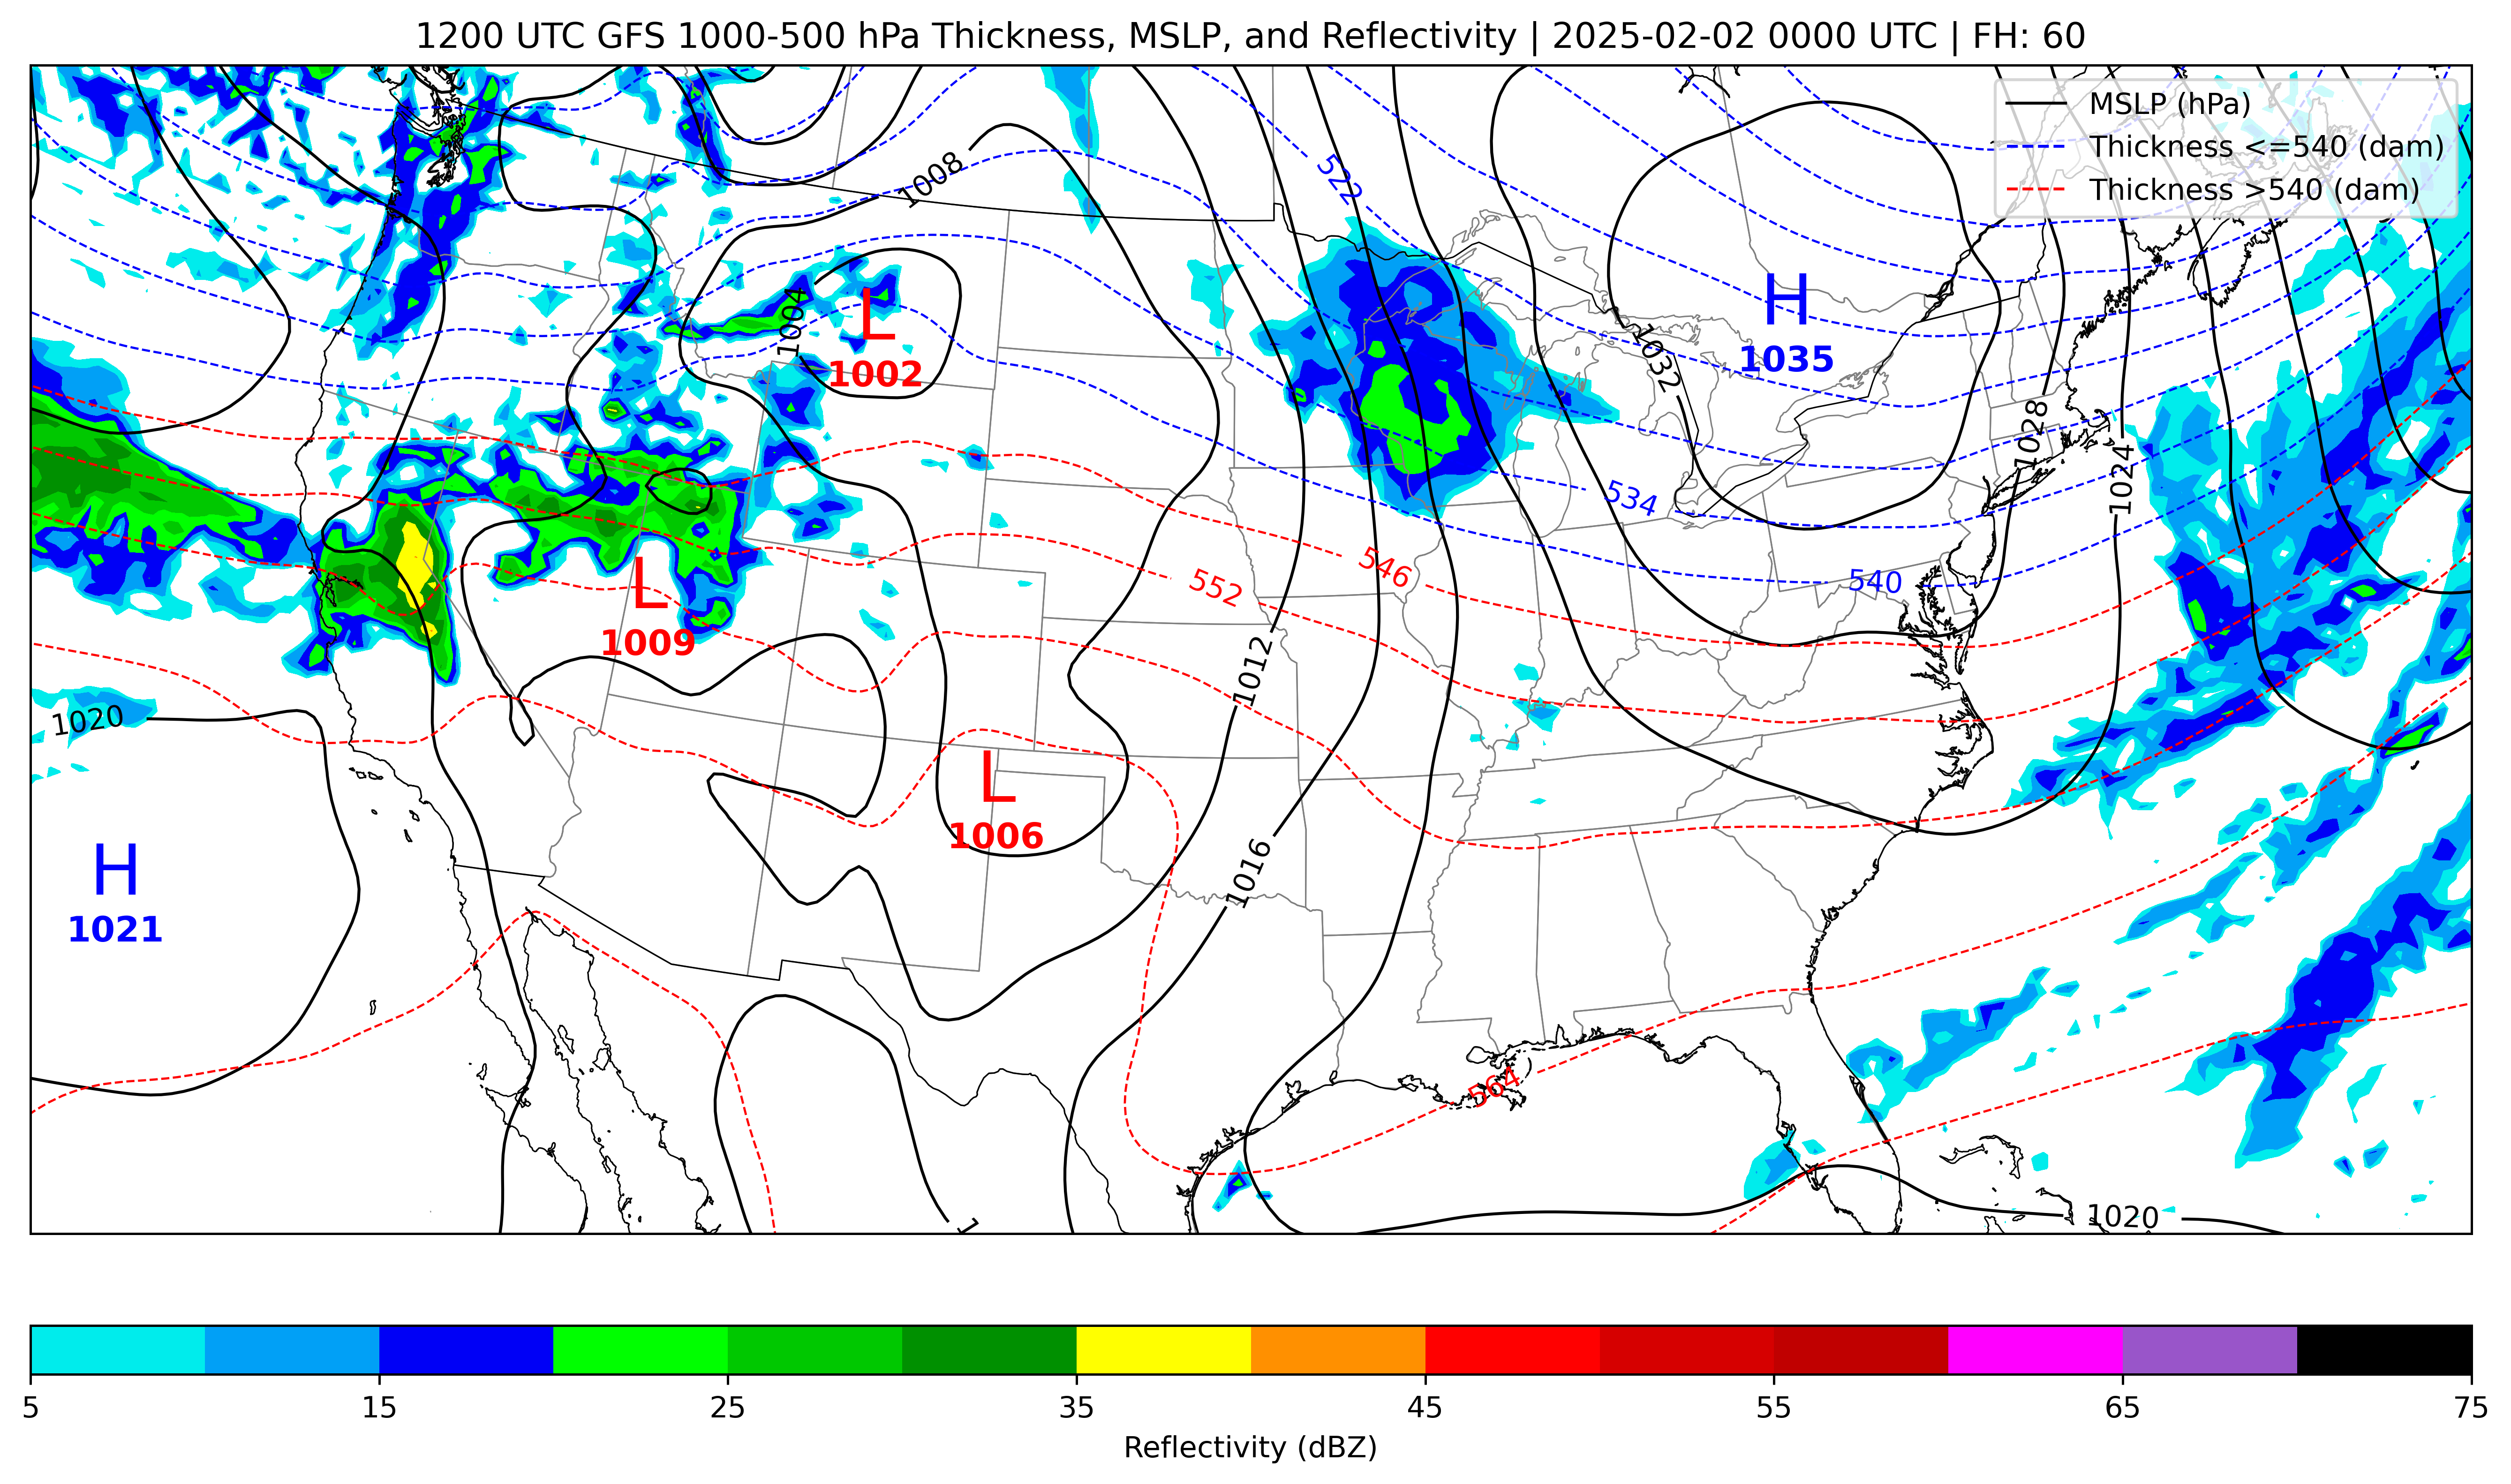 1200 UTC GFS 1000-500 hPa Thickness, MSLP, and Reflectivity | 2025-02-02 0000 UTC | FH: 60
MSLP (hPa)
Thickness <=540 (dam)
Thickness >540 (dam)
1008
522
1004
L
1002
H
1035
1032
1028
1024
534
546
552
540
L
1009
1012
1020
L
1006
1016
H
1021
564
1020
5 15 25 35 45 55 65 75
Reflectivity (dBZ)